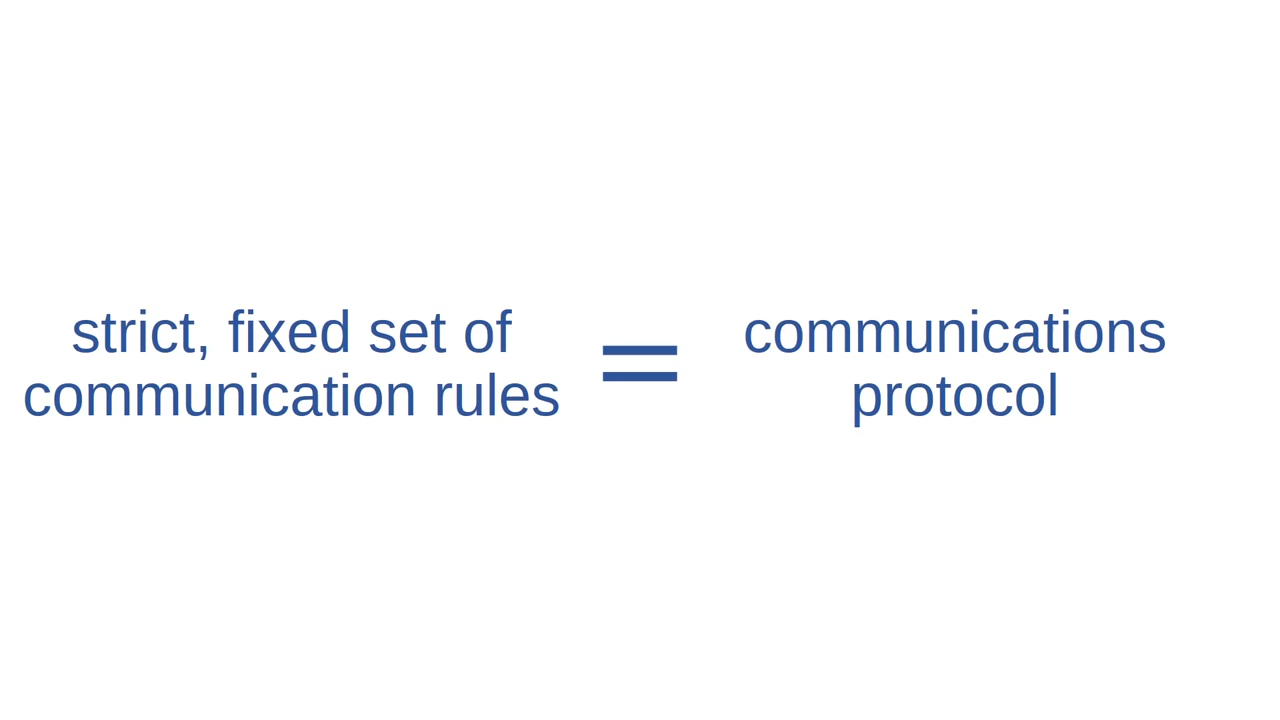 strict, fixed set of
communication rules
=
communications
protocol